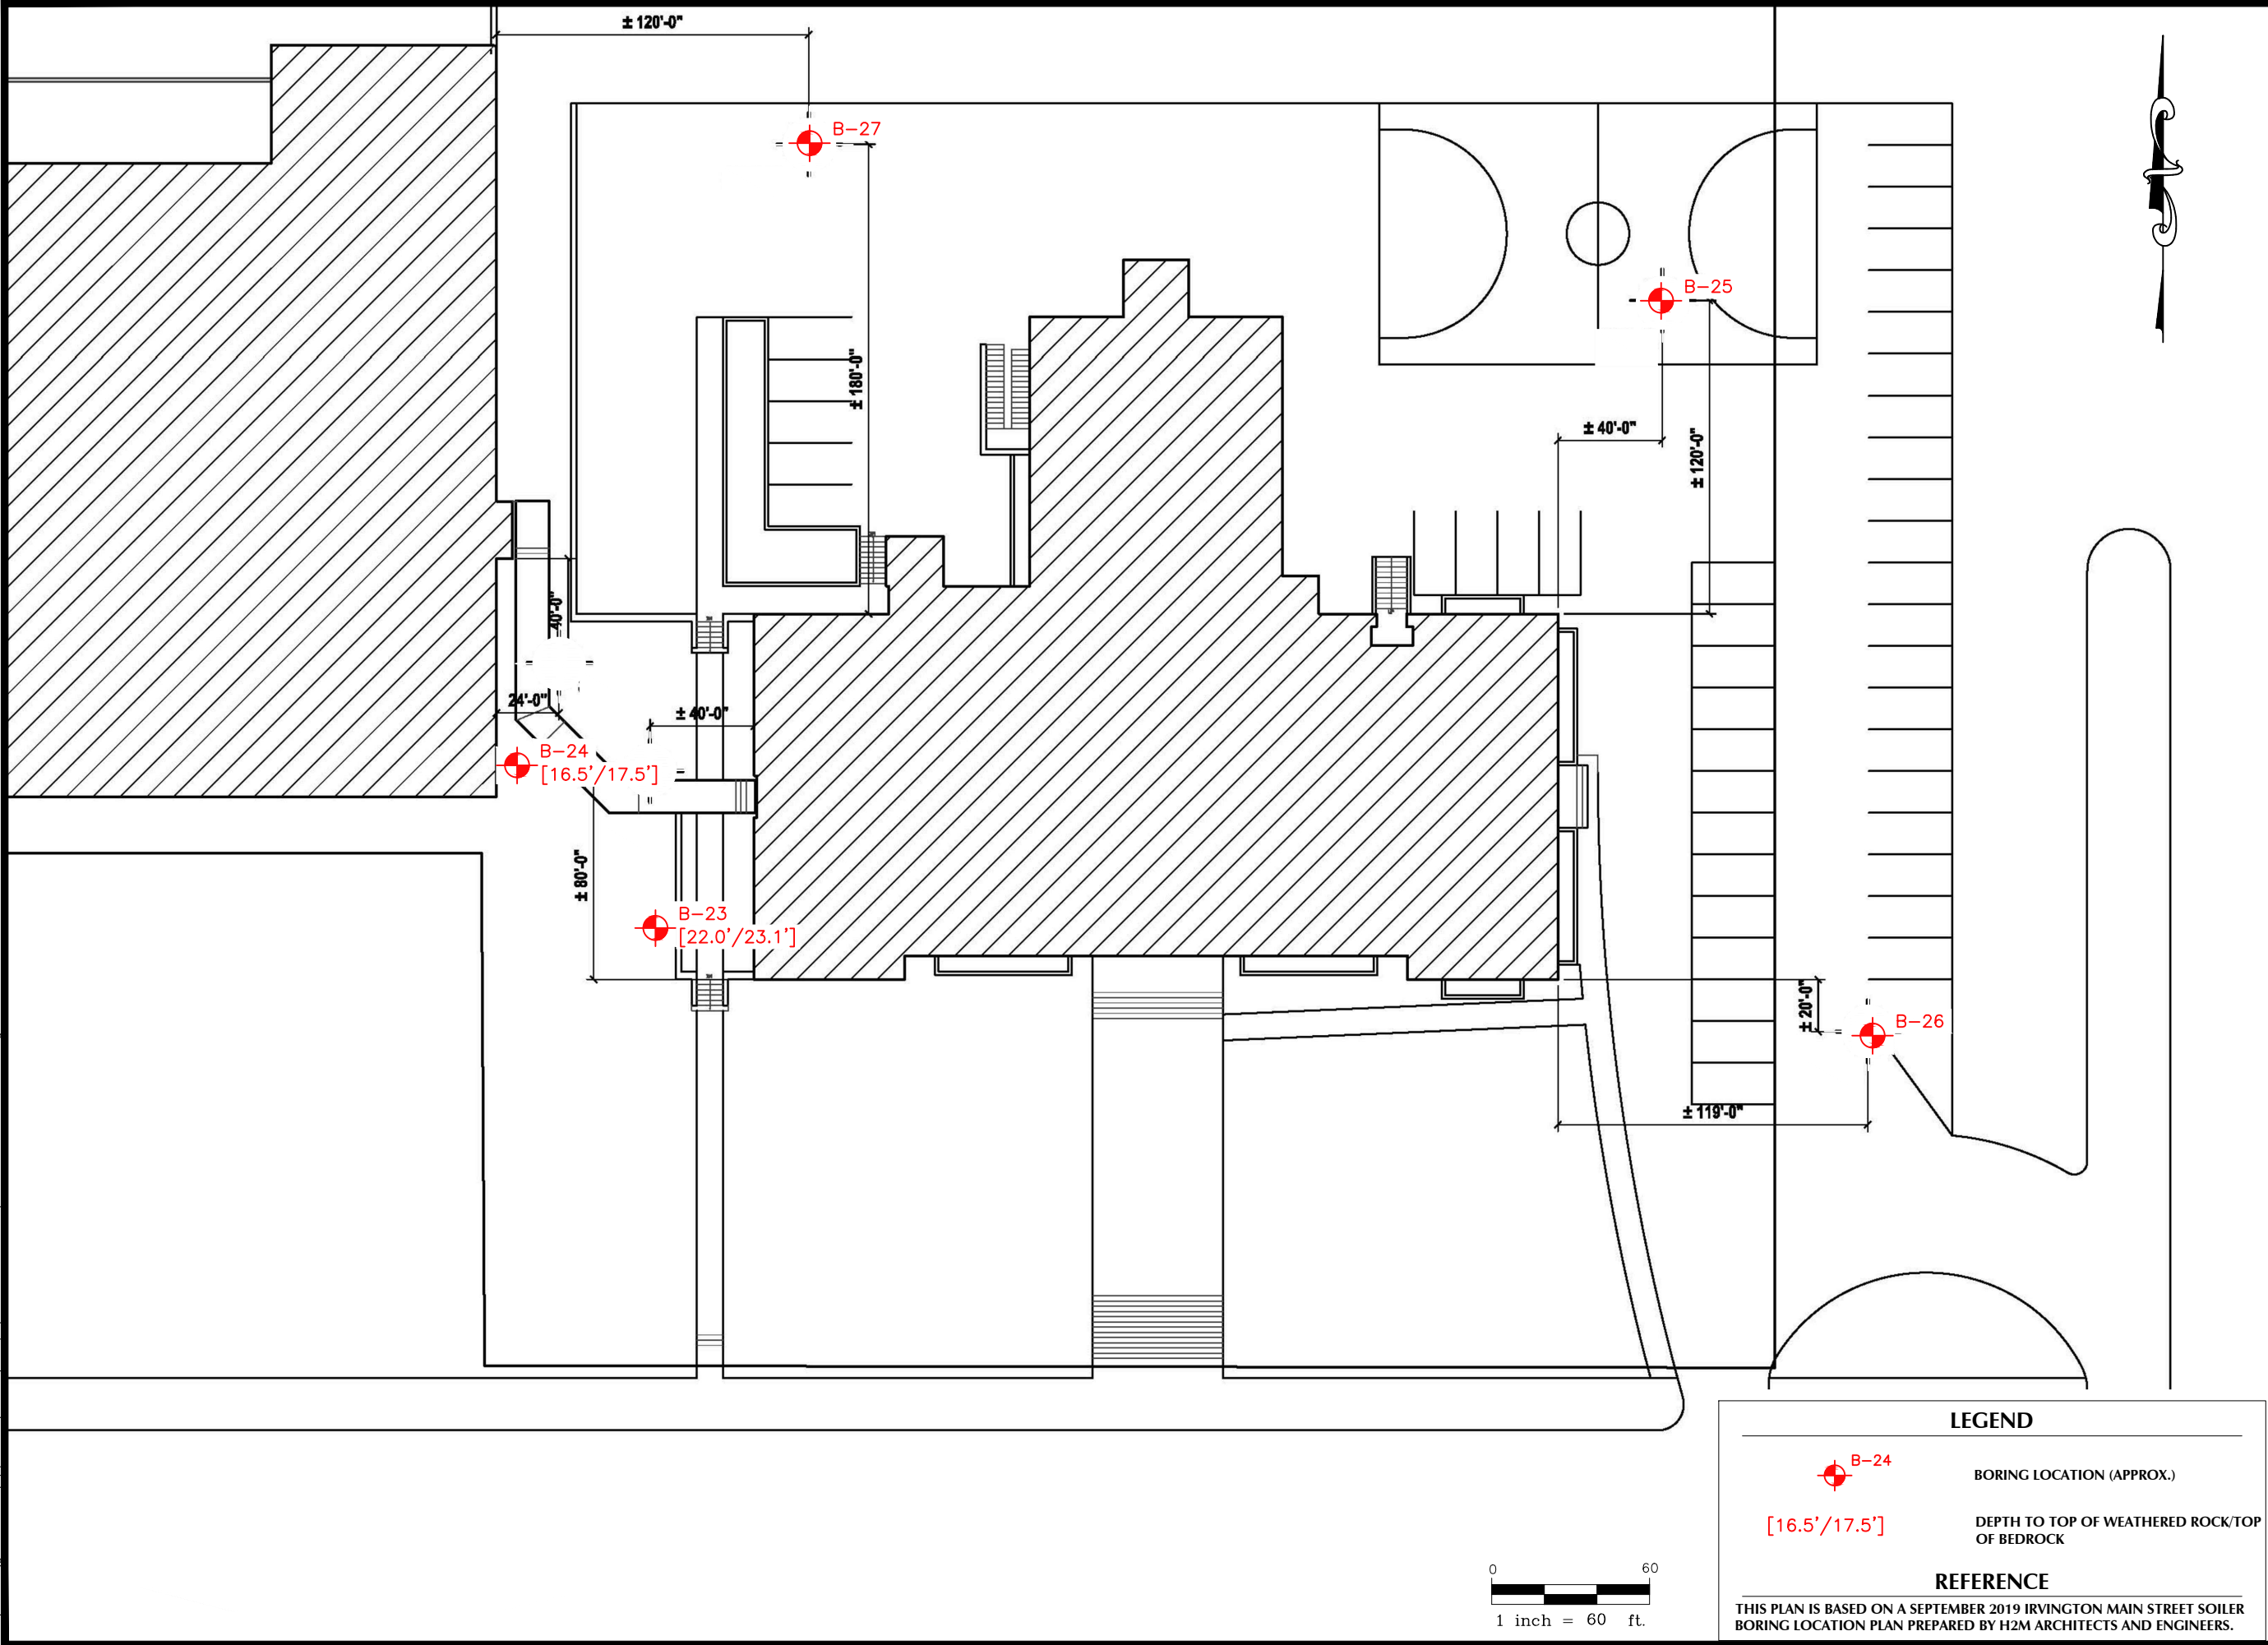 ± 120'-0"
B-27
B-25
± 180'-0"
± 40'-0"
± 120'-0"
40'-0"
24'-0"
± 40'-0"
B-24
[16.5'/17.5']
± 80'-0"
B-23
[22.0'/23.1']
± 20'-0"
B-26
± 119'-0"
LEGEND
B-24
BORING LOCATION (APPROX.)
[16.5'/17.5']
DEPTH TO TOP OF WEATHERED ROCK/TOP
OF BEDROCK
0 60
1 inch = 60 ft.
REFERENCE
THIS PLAN IS BASED ON A SEPTEMBER 2019 IRVINGTON MAIN STREET SOILER
BORING LOCATION PLAN PREPARED BY H2M ARCHITECTS AND ENGINEERS.